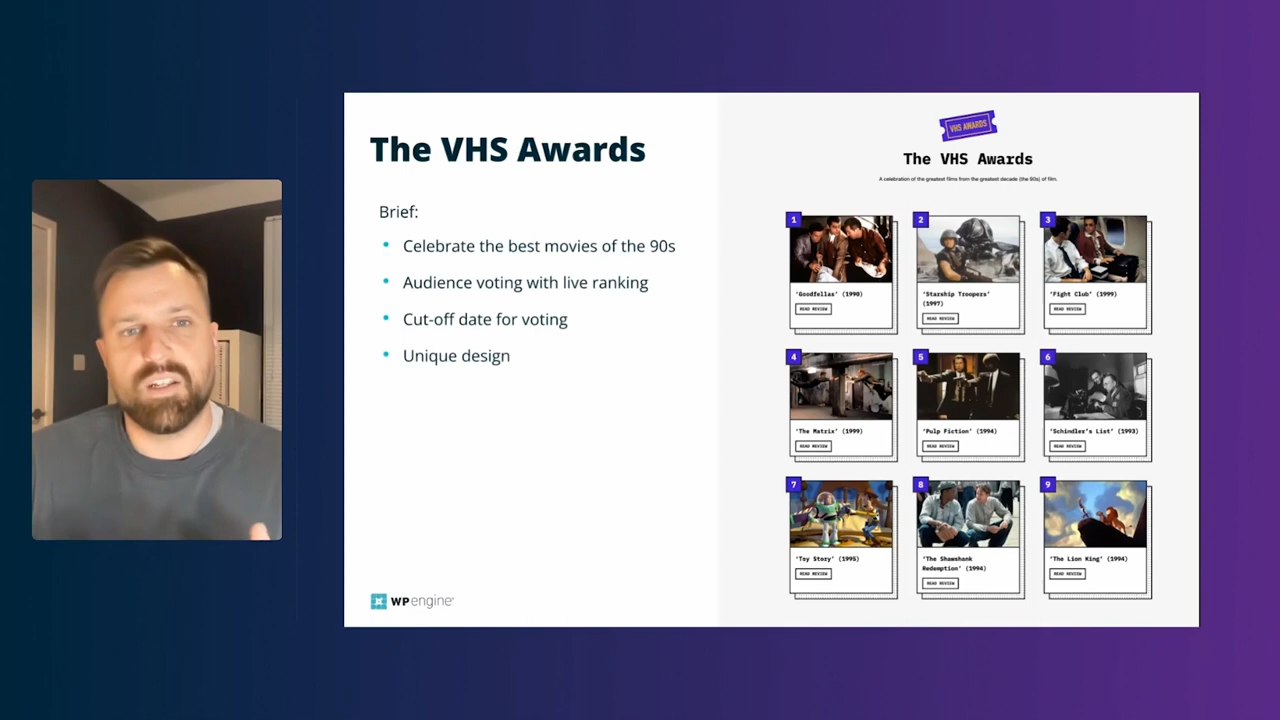 The VHS Awards
Brief:
• Celebrate the best movies of the 90s
• Audience voting with live ranking
• Cut-off date for voting
• Unique design
WPengine
VHS AWARDS
The VHS Awards
A celebration of the greatest films from the greatest decade (the 90s) of film.
1
'Goodfellas' (1990)
READ REVIEW
2
'Starship Troopers'
(1997)
READ REVIEW
3
'Fight Club' (1999)
READ REVIEW
4
'The Matrix' (1999)
READ REVIEW
5
'Pulp Fiction' (1994)
READ REVIEW
6
'Schindler's List' (1993)
READ REVIEW
7
'Toy Story' (1995)
READ REVIEW
8
'The Shawshank
Redemption' (1994)
READ REVIEW
9
'The Lion King' (1994)
READ REVIEW